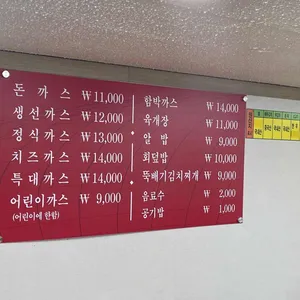 돈 까스 ₩ 11,000
생선까스 ₩ 12,000
정식까스 ₩ 13,000
치즈까스 ₩ 14,000
특대까스 ₩ 14,000
어린이까스 ₩ 9,000
(어린이에 한함)
함박까스 ₩ 14,000
육개장 ₩ 11,000
알 밥 ₩ 9,000
회덮밥 ₩ 10,000
뚝배기김치찌개 ₩ 9,000
음료수 ₩ 2,000
공기밥 ₩ 1,000